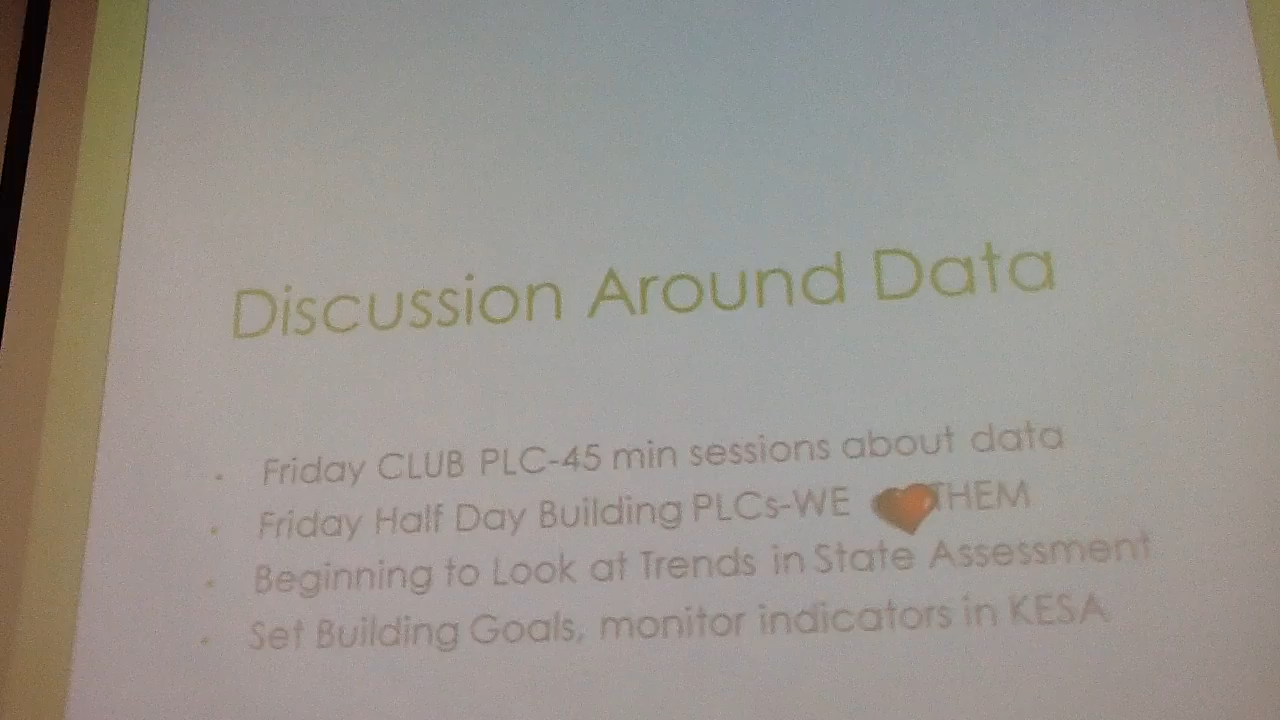 Discussion Around Data
• Friday CLUB PLC-45 min sessions about data
• Friday Half Day Building PLCs-WE THEM
• Beginning to Look at Trends in State Assessment
• Set Building Goals, monitor indicators in KESA